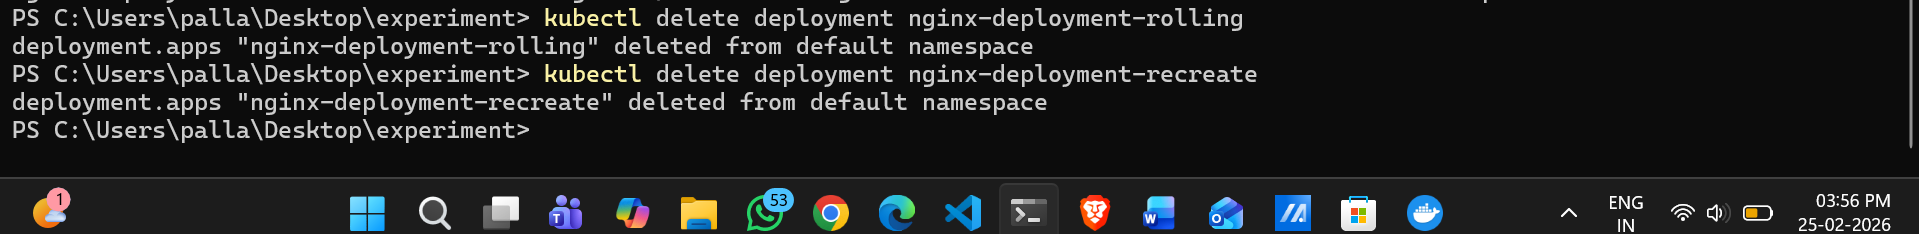 PS C:\Users\palla\Desktop\experiment> kubectl delete deployment nginx-deployment-rolling
deployment.apps "nginx-deployment-rolling" deleted from default namespace
PS C:\Users\palla\Desktop\experiment> kubectl delete deployment nginx-deployment-recreate
deployment.apps "nginx-deployment-recreate" deleted from default namespace
PS C:\Users\palla\Desktop\experiment>
1
T
53
W
O
ENG
IN
03:56 PM
25-02-2026